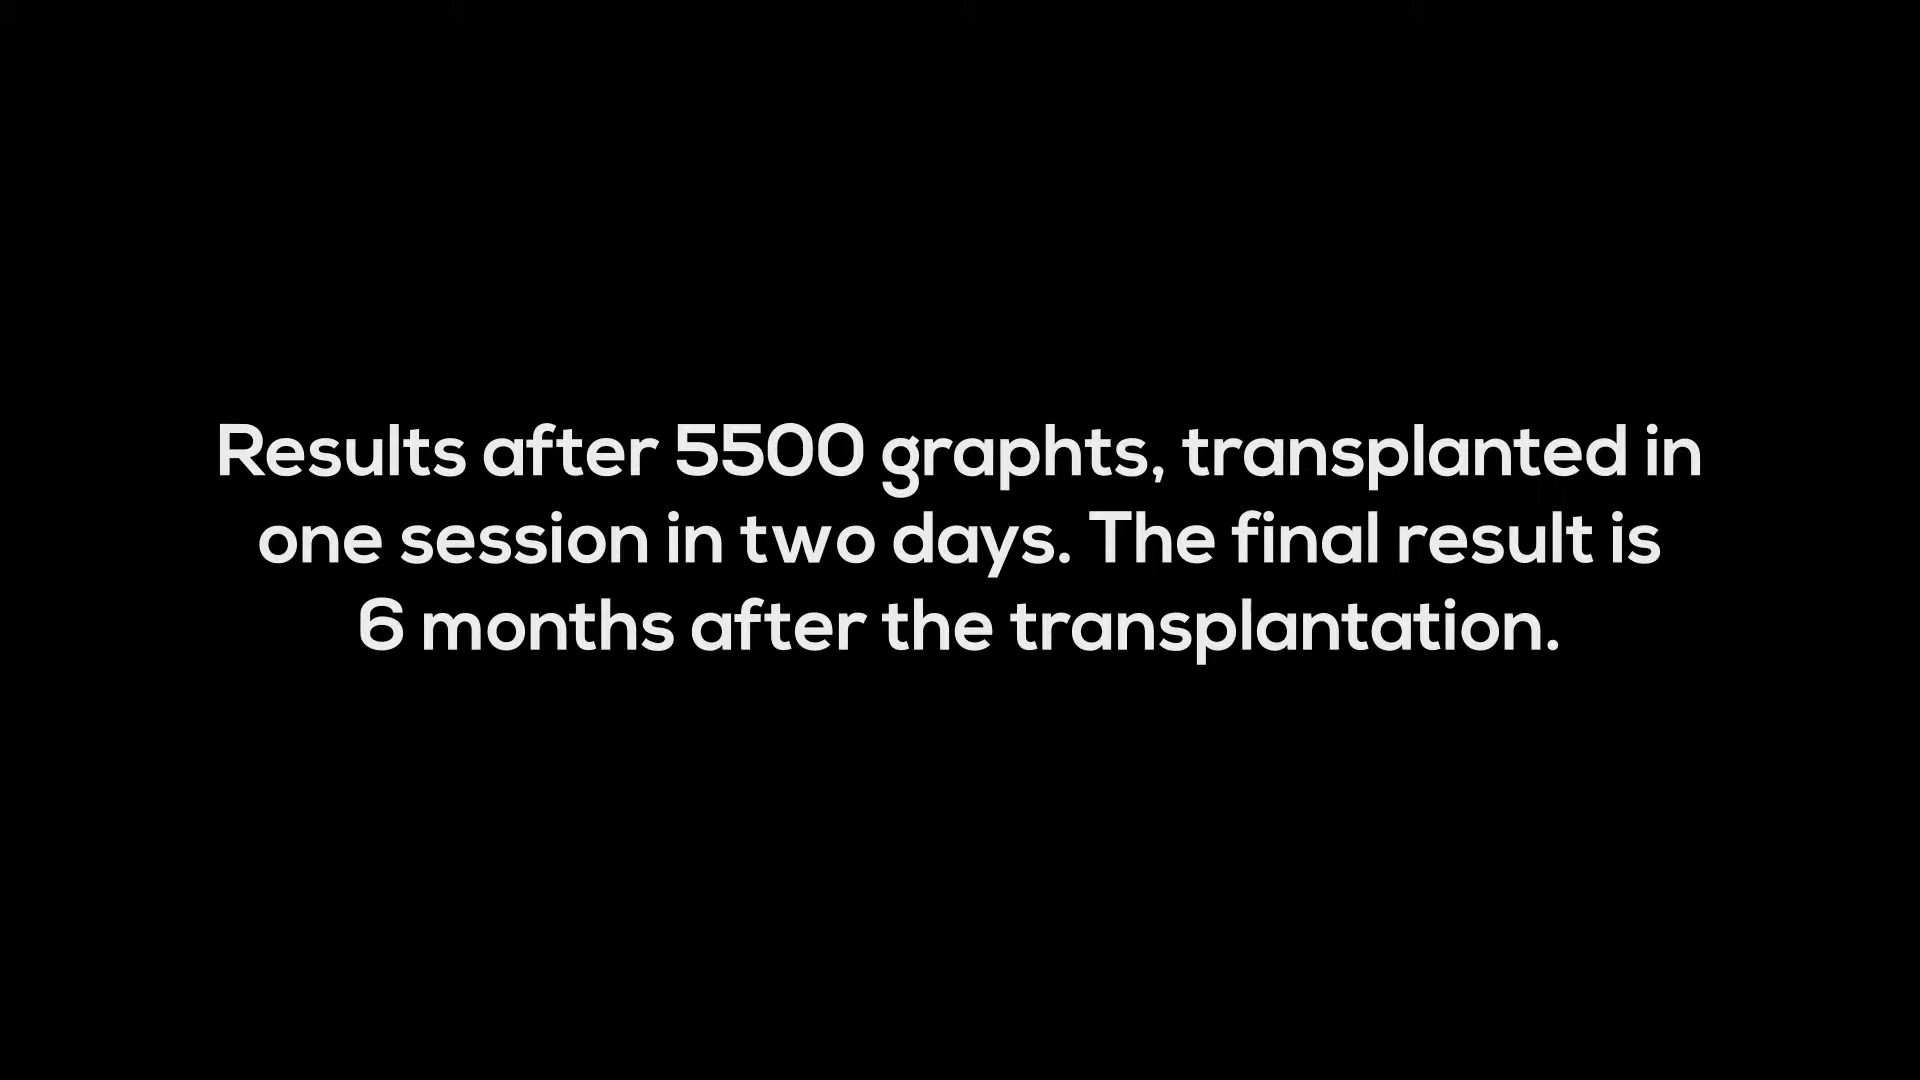 Results after 5500 graphts, transplanted in
one session in two days. The final result is
6 months after the transplantation.